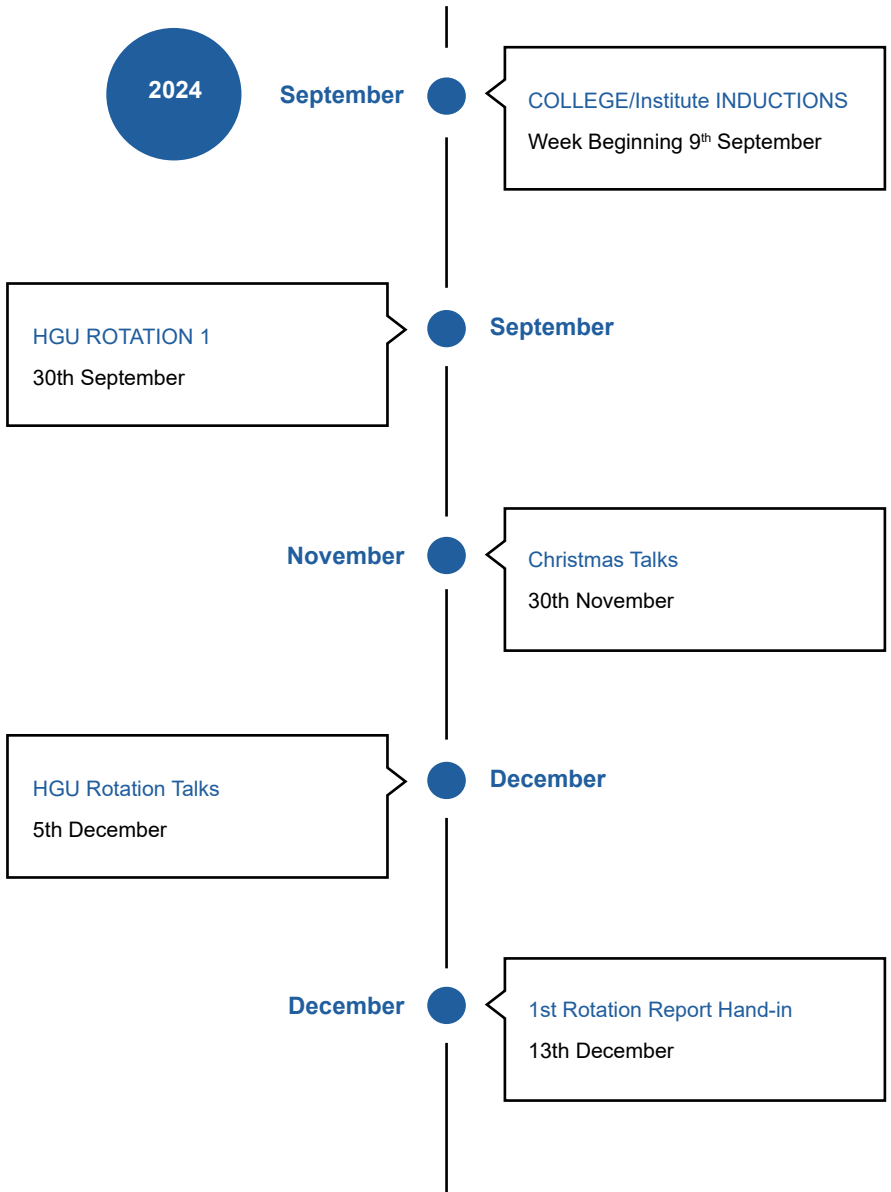 2024
September
COLLEGE/Institute INDUCTIONS
Week Beginning 9th September
HGU ROTATION 1
30th September
September
November
Christmas Talks
30th November
HGU Rotation Talks
5th December
December
December
1st Rotation Report Hand-in
13th December